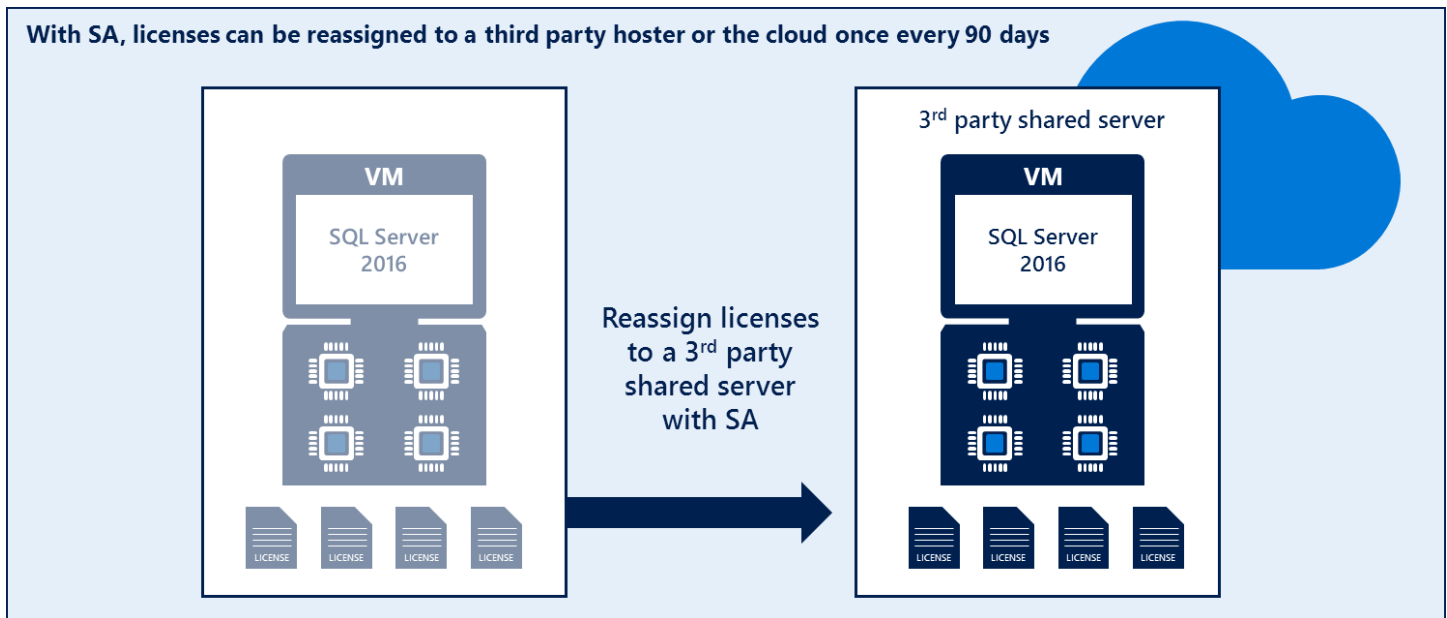 With SA, licenses can be reassigned to a third party hoster or the cloud once every 90 days
VM
SQL Server
2016
LICENSE LICENSE LICENSE LICENSE
Reassign licenses
to a 3rd party
shared server
with SA
3rd party shared server
VM
SQL Server
2016
LICENSE LICENSE LICENSE LICENSE